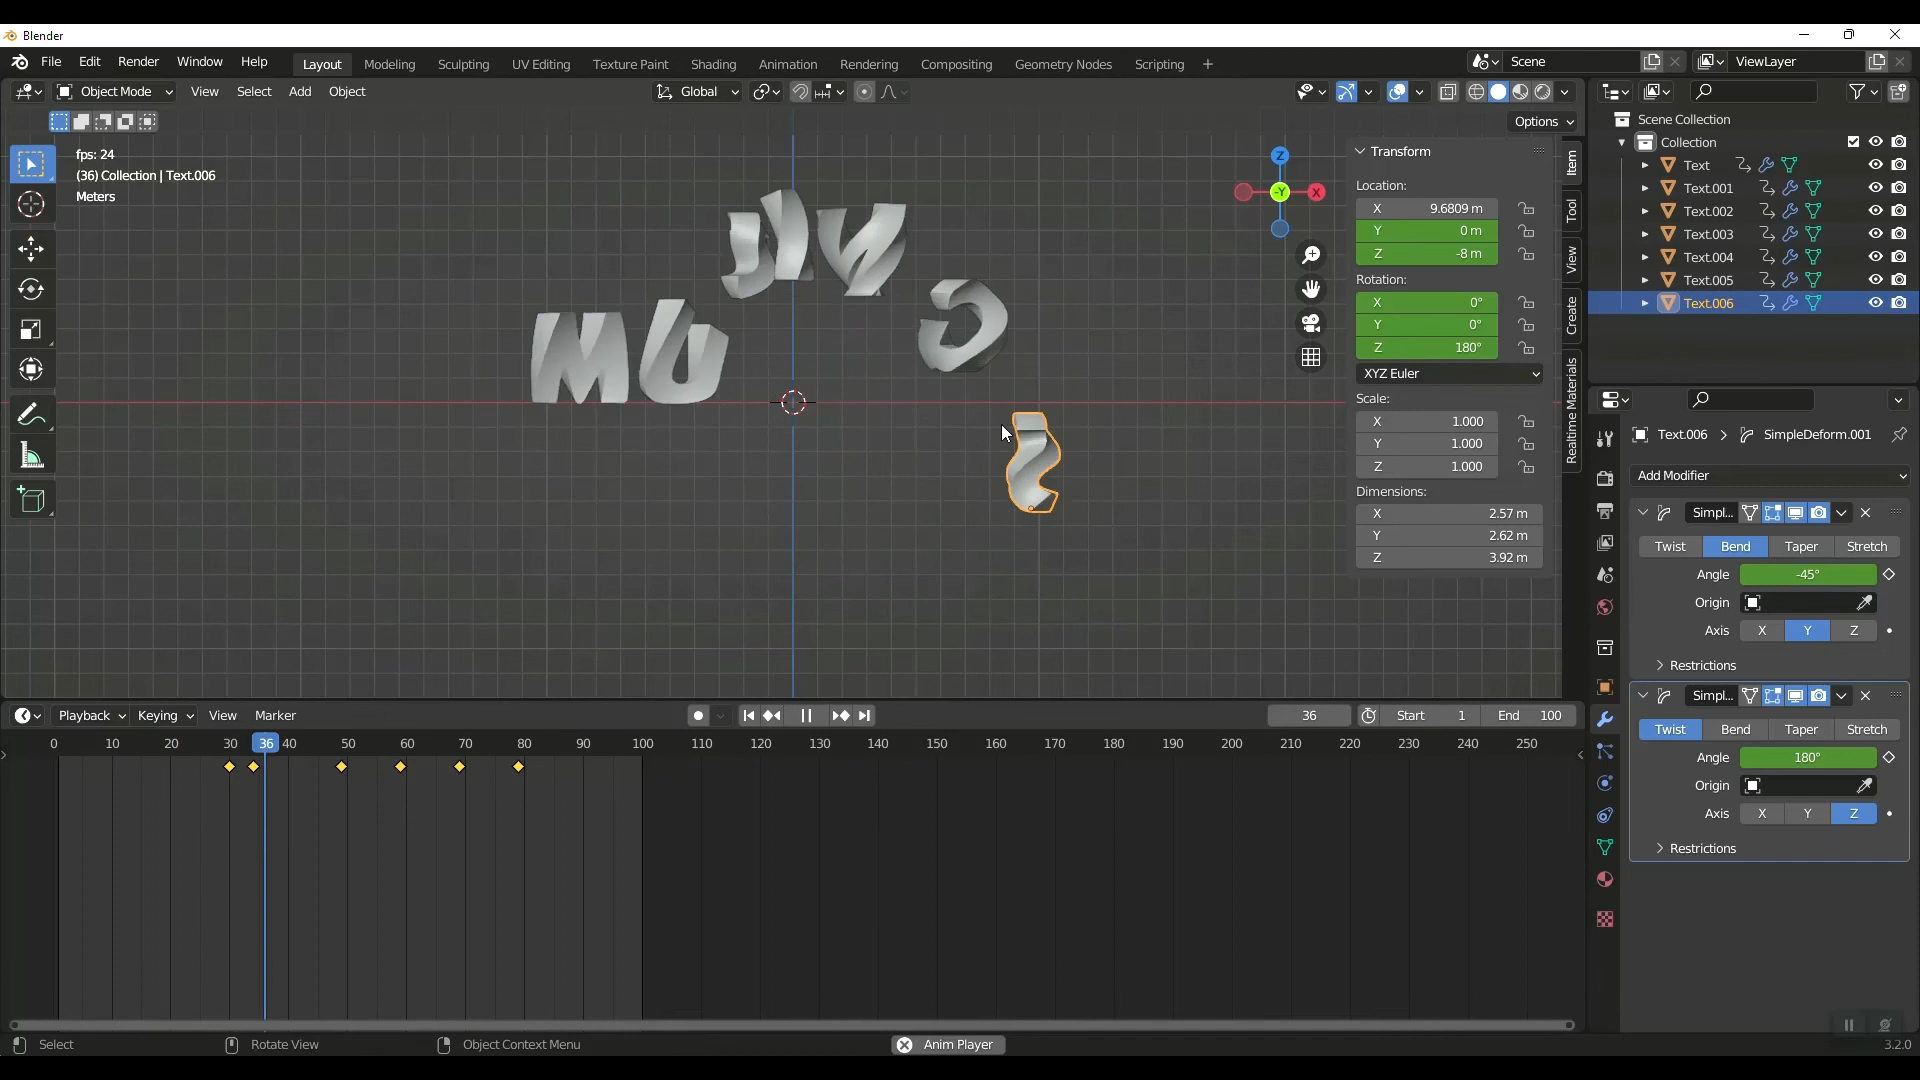 Blender
File Edit Render Window Help Layout Modeling Sculpting UV Editing Texture Paint Shading Animation Rendering Compositing Geometry Nodes Scripting + Scene ViewLayer
Object Mode View Select Add Object Global
Options
fps: 24
(36) Collection | Text.006
Meters
Z
-Y
X
Transform
Location:
X 9.6809 m
Y 0 m
Z -8 m
Rotation:
X 0°
Y 0°
Z 180°
XYZ Euler
Scale:
X 1.000
Y 1.000
Z 1.000
Dimensions:
X 2.57 m
Y 2.62 m
Z 3.92 m
Item
Tool
View
Create
Realtime Materials
Scene Collection
Collection
Text
Text.001
Text.002
Text.003
Text.004
Text.005
Text.006
Text.006 > SimpleDeform.001
Add Modifier
Simpl...
Twist Bend Taper Stretch
Angle -45°
Origin
Axis X Y Z
Restrictions
Simpl...
Twist Bend Taper Stretch
Angle 180°
Origin
Axis X Y Z
Restrictions
Playback Keying View Marker 36 Start 1 End 100
0 10 20 30 36 40 50 60 70 80 90 100 110 120 130 140 150 160 170 180 190 200 210 220 230 240 250
Select Rotate View Object Context Menu Anim Player 3.2.0